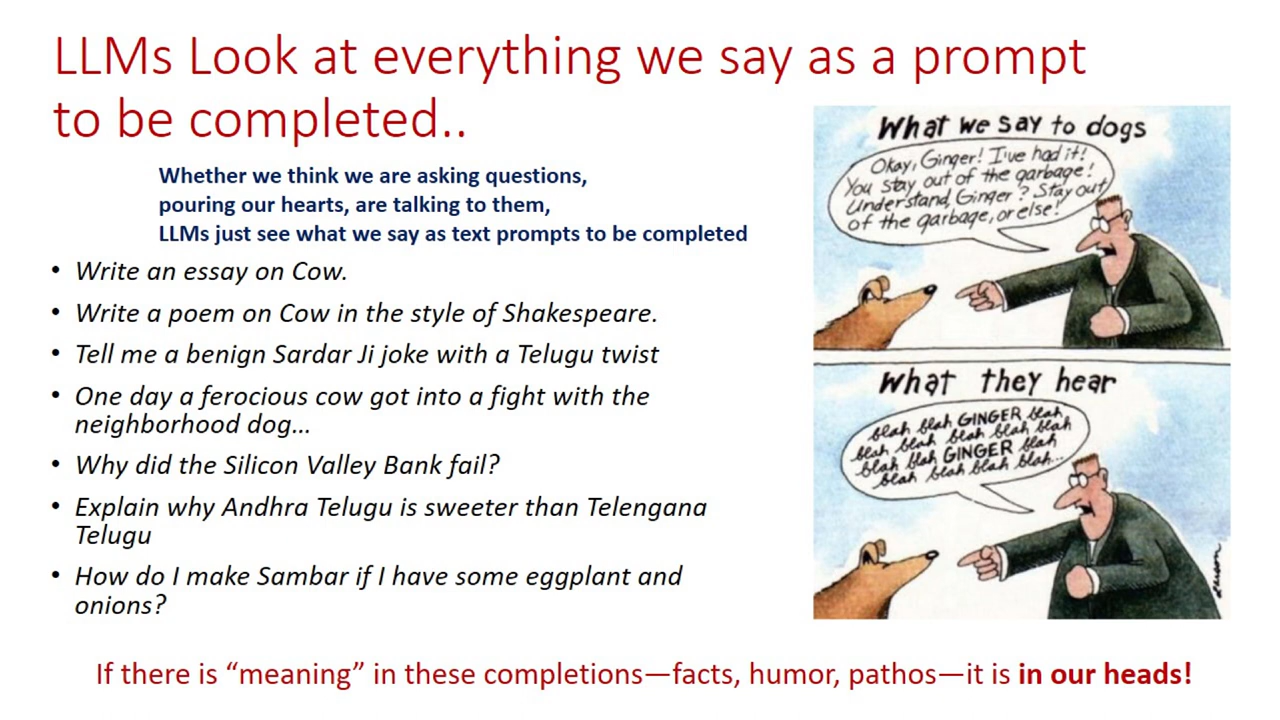 LLMs Look at everything we say as a prompt
to be completed..
Whether we think we are asking questions,
pouring our hearts, are talking to them,
LLMs just see what we say as text prompts to be completed
• Write an essay on Cow.
• Write a poem on Cow in the style of Shakespeare.
• Tell me a benign Sardar Ji joke with a Telugu twist
• One day a ferocious cow got into a fight with the
neighborhood dog…
• Why did the Silicon Valley Bank fail?
• Explain why Andhra Telugu is sweeter than Telengana
Telugu
• How do I make Sambar if I have some eggplant and
onions?
What we say to dogs
Okay, Ginger! I've had it!
You stay out of the garbage!
Understand, Ginger? Stay out
of the garbage, or else!
What they hear
blah blah GINGER blah
blah blah blah blah blah
blah blah GINGER blah
blah blah blah blah...
Larson
If there is “meaning” in these completions—facts, humor, pathos—it is in our heads!